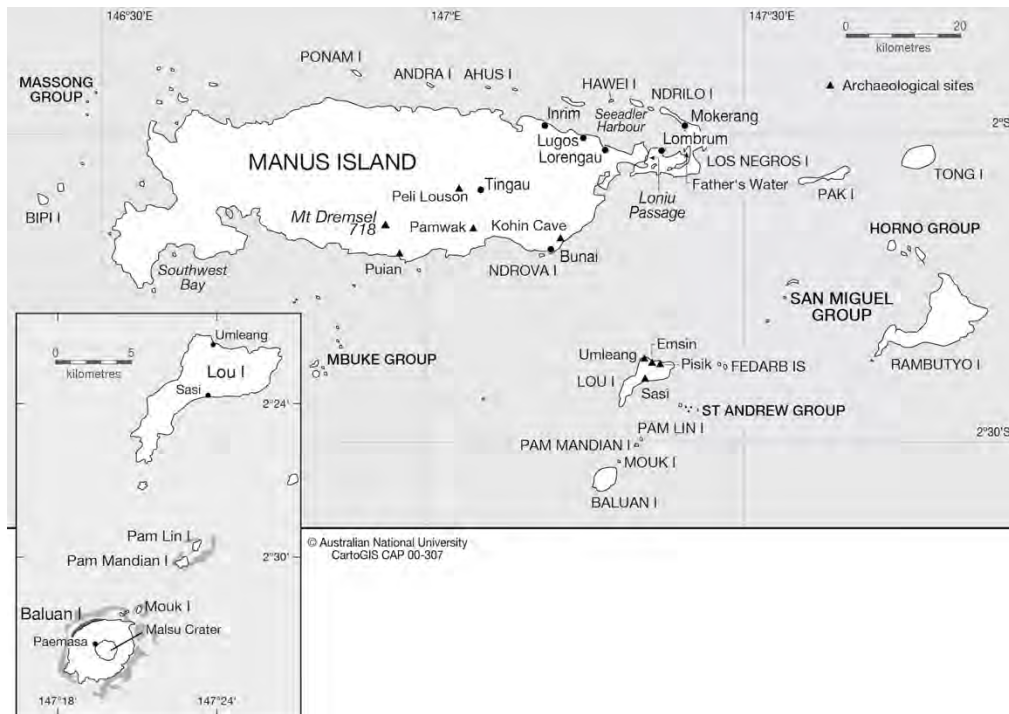 146°30'E
147°E
147°30'E
0
20
kilometres
▲ Archaeological sites
PONAM I
ANDRA I
AHUS I
HAWEI I
MASSONG
GROUP
Seeadler
Harbour
NDRILO I
Inrim
Mokerang
2°S
Lugos
Lombrum
Lorengau
MANUS ISLAND
LOS NEGROS I
TONG I
Father's Water
PAK I
Loniu
Passage
Tingau
Peli Louson
BIPI I
Mt Dremsel
718
Pamwak
Kohin Cave
HORNO GROUP
Bunai
Puian
NDROVA I
Southwest
Bay
SAN MIGUEL
GROUP
RAMBUTYO I
MBUKE GROUP
Emsin
Umleang
Pisik
FEDARB IS
LOU I
Sasi
ST ANDREW GROUP
PAM LIN I
PAM MANDIAN I
2°30'S
MOUK I
BALUAN I
0
5
kilometres
Umleang
Lou I
Sasi
2°24'
Pam Lin I
Pam Mandian I
2°30'
Baluan I
Mouk I
Malsu Crater
Paemasa
147°18'
147°24'
© Australian National University
CartoGIS CAP 00-307